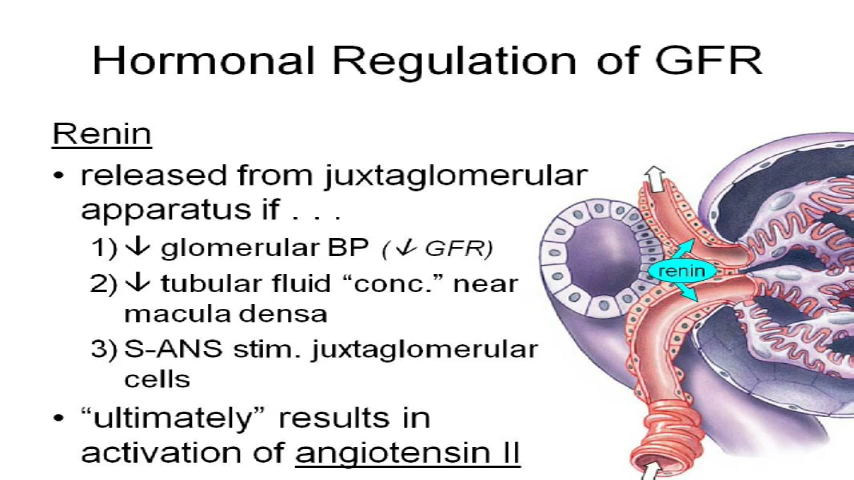 Hormonal Regulation of GFR
Renin
• released from juxtaglomerular
apparatus if . . .
1) ↓ glomerular BP (↓ GFR)
2) ↓ tubular fluid “conc.” near
macula densa
3) S-ANS stim. juxtaglomerular
cells
• “ultimately” results in
activation of angiotensin II
renin